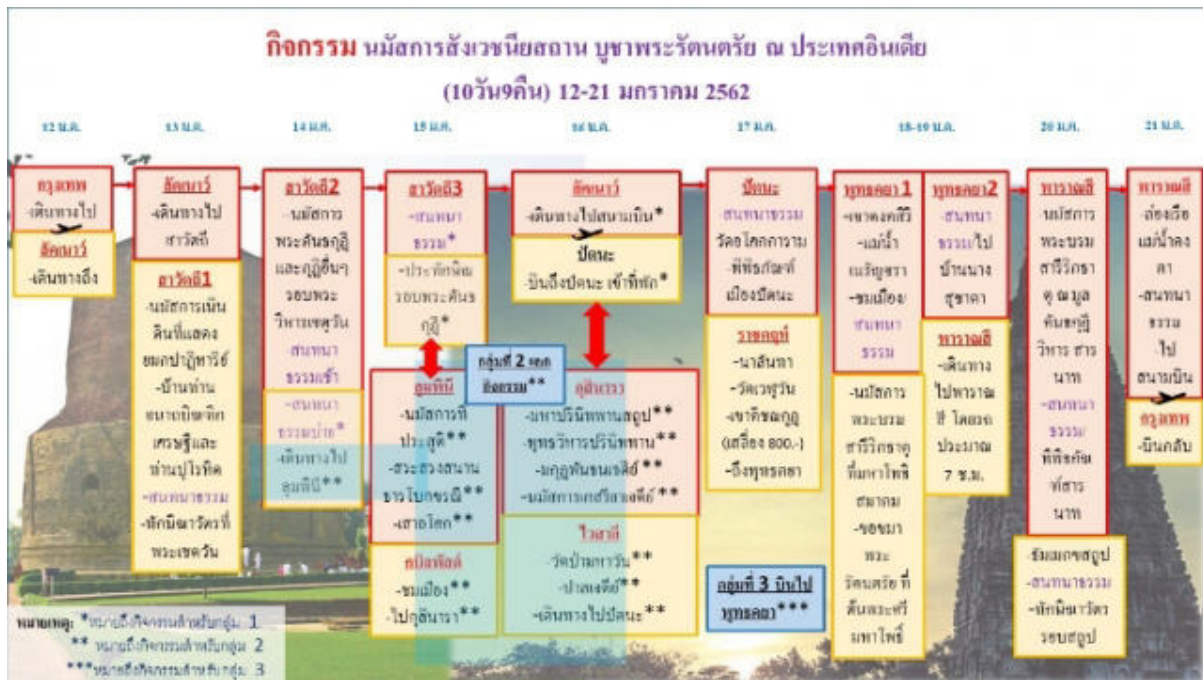 กิจกรรม นมัสการสังเวชนียสถาน บูชาพระรัตนตรัย ณ ประเทศอินเดีย
(10วัน9คืน) 12-21 มกราคม 2562
12 ม.ค.
13 ม.ค.
14 ม.ค.
15 ม.ค.
16 ม.ค.
17 ม.ค.
18-19 ม.ค.
20 ม.ค.
21 ม.ค.
กรุงเทพ
-เดินทางไป
ลัคเนาว์
-เดินทางถึง
ลัคเนาว์
-เดินทางไป
สาวัตถี
สาวัตถี1
-นมัสการเนิน
ดินที่แสดง
ยมกปาฏิหาริย์
-บ้านท่าน
อนาถบิณฑิก
เศรษฐีและ
ท่านปุโรหิต
-สนทนาธรรม
-ทักษิณาวัตรที่
พระเชตวัน
สาวัตถี2
-นมัสการ
พระคันธกุฎี
และกุฎีอื่นๆ
รอบพระ
วิหารเชตวัน
-สนทนา
ธรรมเช้า
-สนทนา
ธรรมบ่าย*
-เดินทางไป
ลุมพินี**
สาวัตถี3
-สนทนา
ธรรม*
-ประทักษิณ
รอบพระคันธ
กุฎี*
ลุมพินี
-นมัสการที่
ประสูติ**
-สระสรงสนาน
ธารโบกขรณี**
-เสาอโศก**
กบิลพัสดุ์
-ชมเมือง**
-ไปกุสินารา**
กลุ่มที่ 2 แยก
กิจกรรม**
ลัคเนาว์
-เดินทางไปสนามบิน*
ปัตนะ
-บินถึงปัตนะ เข้าที่พัก*
กุสินารา
-มหาปรินิพพานสถูป**
-พุทธวิหารปรินิพพาน**
-มกุฎพันธนเจดีย์**
-นมัสการเกสรียาเจดีย์**
ไวสาลี
-วัดป่ามหาวัน**
-ปาวาลเจดีย์**
-เดินทางไปปัตนะ**
ปัตนะ
-สนทนาธรรม
วัดอโศการาม
-พิพิธภัณฑ์
เมืองปัตนะ
ราชคฤห์
-นาลันทา
-วัดเวฬุวัน
-เขาคิชฌกูฏ
(เสลี่ยง 800.-)
-ถึงพุทธคยา
กลุ่มที่ 3 บินไป
พุทธคยา***
พุทธคยา 1
-เขาดงคสิริ
-แม่น้ำ
เนรัญชรา
-ชมเมือง/
สนทนา
ธรรม
-นมัสการ
พระบรม
สารีริกธาตุ
ที่มหาโพธิ
สมาคม
-ขอขมา
พระ
รัตนตรัย ที่
ต้นพระศรี
มหาโพธิ์
พุทธคยา2
-สนทนา
ธรรม/ไป
บ้านนาง
สุชาดา
พาราณสี
-เดินทาง
ไปพาราณ
สี โดยรถ
ประมาณ
7 ช.ม.
พาราณสี
-นมัสการ
พระบรม
สารีริกธา
ตุ ณ มูล
คันธกุฎี
วิหาร สาร
นาท
-สนทนา
ธรรม/
พิพิธภัณ
ฑ์สาร
นาท
-ธัมเมกขสถูป
-สนทนาธรรม
-ทักษิณาวัตร
รอบสถูป
พาราณสี
-ล่องเรือ
แม่น้ำคง
คา
-สนทนา
ธรรม
-ไป
สนามบิน
กรุงเทพ
-บินกลับ
หมายเหตุ: *หมายถึงกิจกรรมสำหรับกลุ่ม 1
** หมายถึงกิจกรรมสำหรับกลุ่ม 2
***หมายถึงกิจกรรมสำหรับกลุ่ม 3